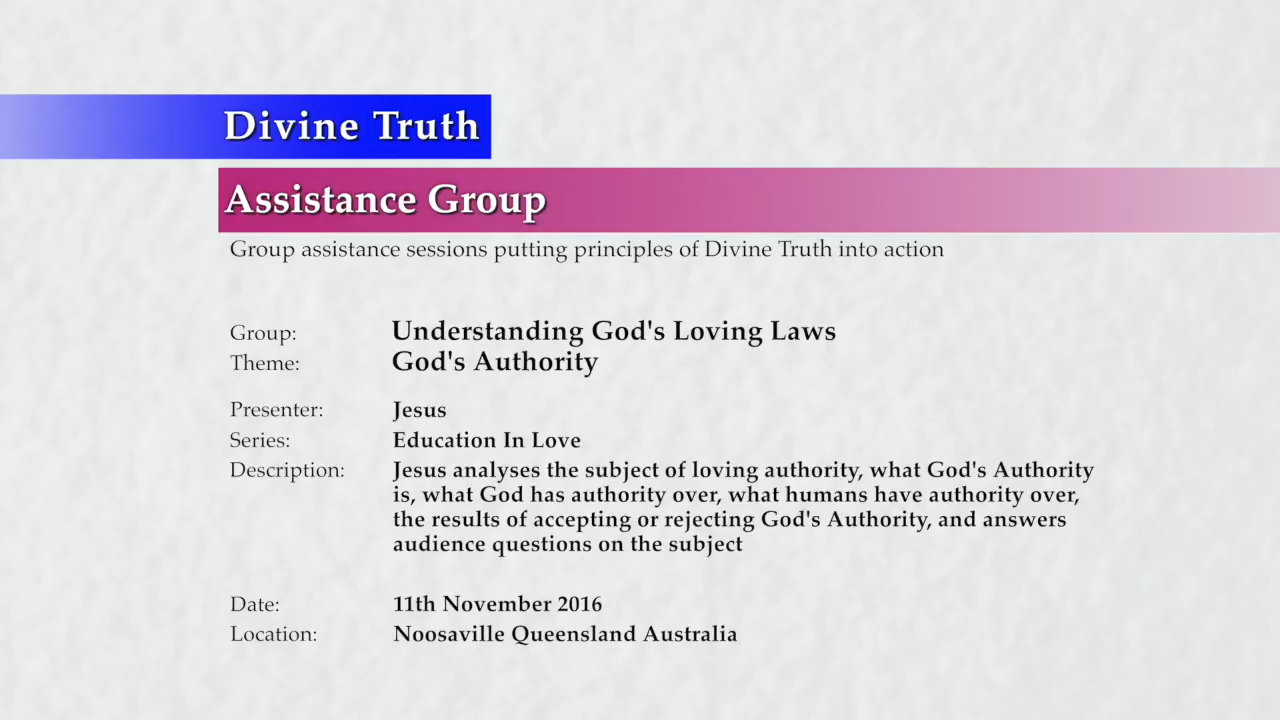 Divine Truth
Assistance Group
Group assistance sessions putting principles of Divine Truth into action
Group: Understanding God's Loving Laws
Theme: God's Authority
Presenter: Jesus
Series: Education In Love
Description: Jesus analyses the subject of loving authority, what God's Authority
is, what God has authority over, what humans have authority over,
the results of accepting or rejecting God's Authority, and answers
audience questions on the subject
Date: 11th November 2016
Location: Noosaville Queensland Australia